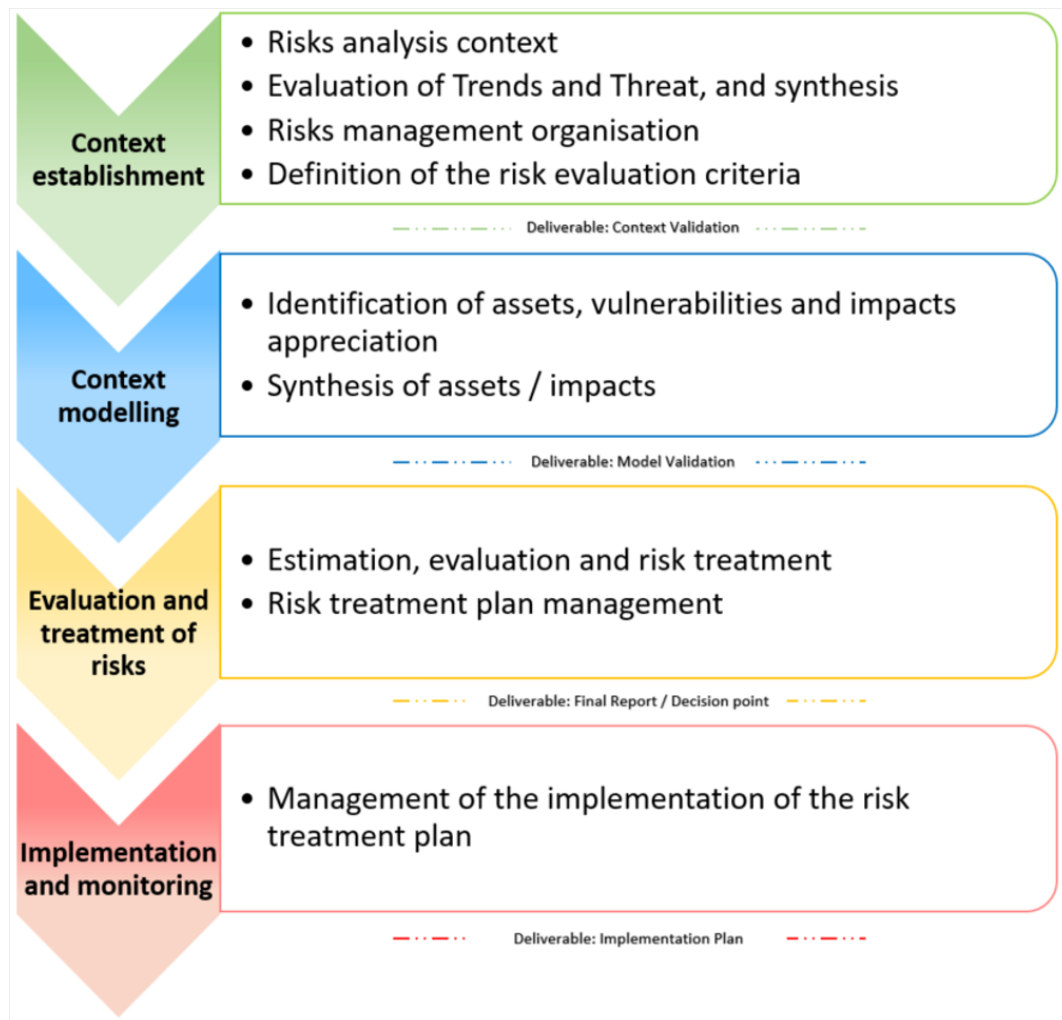 Context
establishment
• Risks analysis context
• Evaluation of Trends and Threat, and synthesis
• Risks management organisation
• Definition of the risk evaluation criteria
Deliverable: Context Validation
Context
modelling
• Identification of assets, vulnerabilities and impacts
appreciation
• Synthesis of assets / impacts
Deliverable: Model Validation
Evaluation and
treatment of
risks
• Estimation, evaluation and risk treatment
• Risk treatment plan management
Deliverable: Final Report / Decision point
Implementation
and monitoring
• Management of the implementation of the risk
treatment plan
Deliverable: Implementation Plan